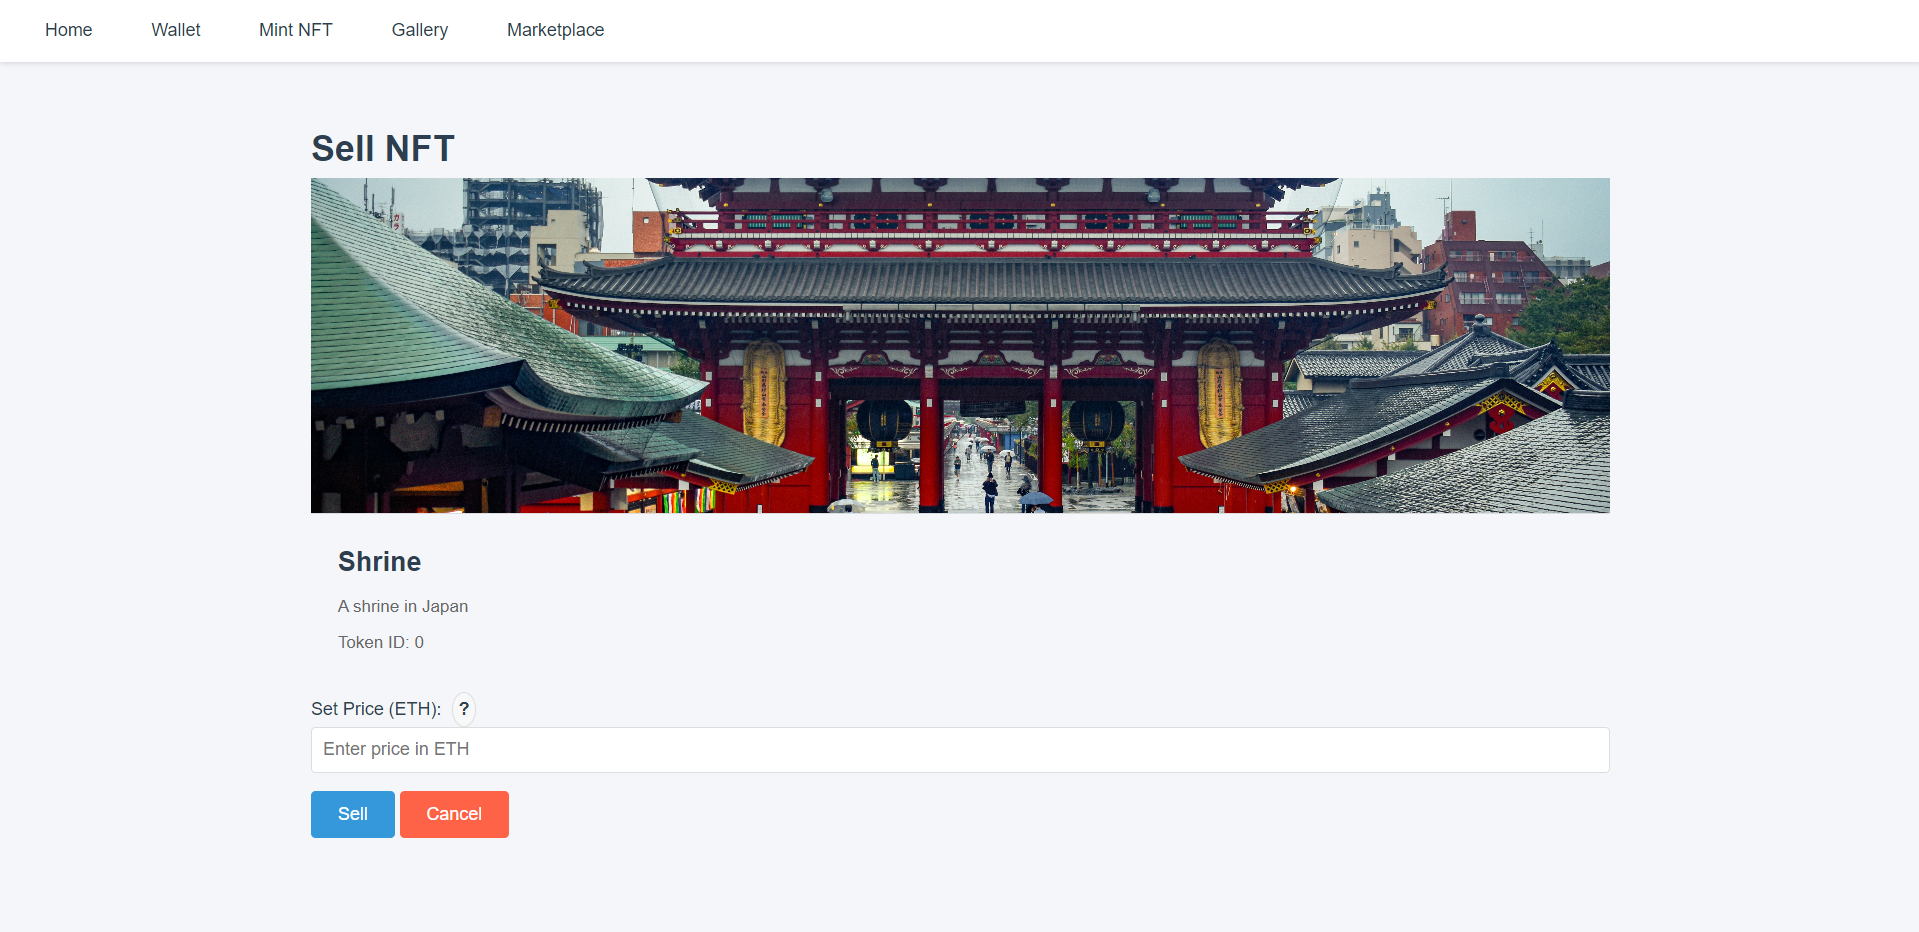 Home Wallet Mint NFT Gallery Marketplace
Sell NFT
Shrine
A shrine in Japan
Token ID: 0
Set Price (ETH): ?
Enter price in ETH
Sell Cancel